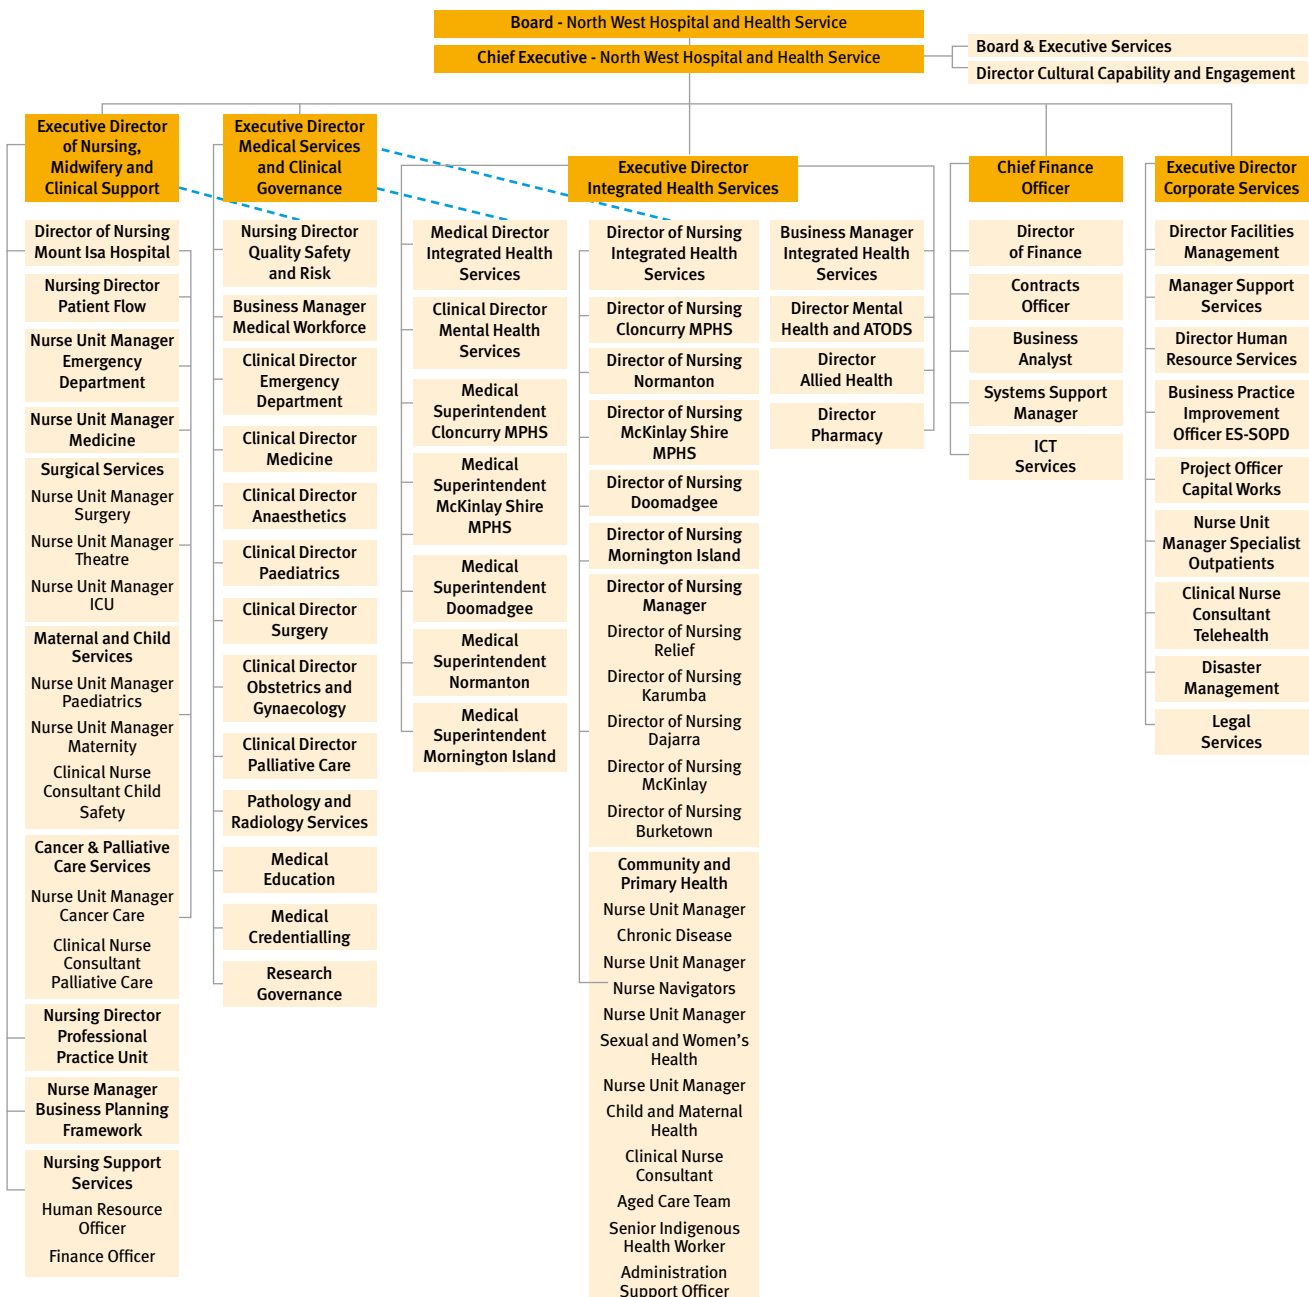 Board - North West Hospital and Health Service
Chief Executive - North West Hospital and Health Service
Board & Executive Services
Director Cultural Capability and Engagement
Executive Director
of Nursing,
Midwifery and
Clinical Support
Director of Nursing
Mount Isa Hospital
Nursing Director
Patient Flow
Nurse Unit Manager
Emergency
Department
Nurse Unit Manager
Medicine
Surgical Services
Nurse Unit Manager
Surgery
Nurse Unit Manager
Theatre
Nurse Unit Manager
ICU
Maternal and Child
Services
Nurse Unit Manager
Paediatrics
Nurse Unit Manager
Maternity
Clinical Nurse
Consultant Child
Safety
Cancer & Palliative
Care Services
Nurse Unit Manager
Cancer Care
Clinical Nurse
Consultant
Palliative Care
Nursing Director
Professional
Practice Unit
Nurse Manager
Business Planning
Framework
Nursing Support
Services
Human Resource
Officer
Finance Officer
Executive Director
Medical Services
and Clinical
Governance
Nursing Director
Quality Safety
and Risk
Business Manager
Medical Workforce
Clinical Director
Emergency
Department
Clinical Director
Medicine
Clinical Director
Anaesthetics
Clinical Director
Paediatrics
Clinical Director
Surgery
Clinical Director
Obstetrics and
Gynaecology
Clinical Director
Palliative Care
Pathology and
Radiology Services
Medical
Education
Medical
Credentialling
Research
Governance
Executive Director
Integrated Health Services
Medical Director
Integrated Health
Services
Clinical Director
Mental Health
Services
Medical
Superintendent
Cloncurry MPHS
Medical
Superintendent
McKinlay Shire
MPHS
Medical
Superintendent
Doomadgee
Medical
Superintendent
Normanton
Medical
Superintendent
Mornington Island
Director of Nursing
Integrated Health
Services
Director of Nursing
Cloncurry MPHS
Director of Nursing
Normanton
Director of Nursing
McKinlay Shire
MPHS
Director of Nursing
Doomadgee
Director of Nursing
Mornington Island
Director of Nursing
Manager
Director of Nursing
Relief
Director of Nursing
Karumba
Director of Nursing
Dajarra
Director of Nursing
McKinlay
Director of Nursing
Burketown
Community and
Primary Health
Nurse Unit Manager
Chronic Disease
Nurse Unit Manager
Nurse Navigators
Nurse Unit Manager
Sexual and Women's
Health
Nurse Unit Manager
Child and Maternal
Health
Clinical Nurse
Consultant
Aged Care Team
Senior Indigenous
Health Worker
Administration
Support Officer
Business Manager
Integrated Health
Services
Director Mental
Health and ATODS
Director
Allied Health
Director
Pharmacy
Chief Finance
Officer
Director
of Finance
Contracts
Officer
Business
Analyst
Systems Support
Manager
ICT
Services
Executive Director
Corporate Services
Director Facilities
Management
Manager Support
Services
Director Human
Resource Services
Business Practice
Improvement
Officer ES-SOPD
Project Officer
Capital Works
Nurse Unit
Manager Specialist
Outpatients
Clinical Nurse
Consultant
Telehealth
Disaster
Management
Legal
Services